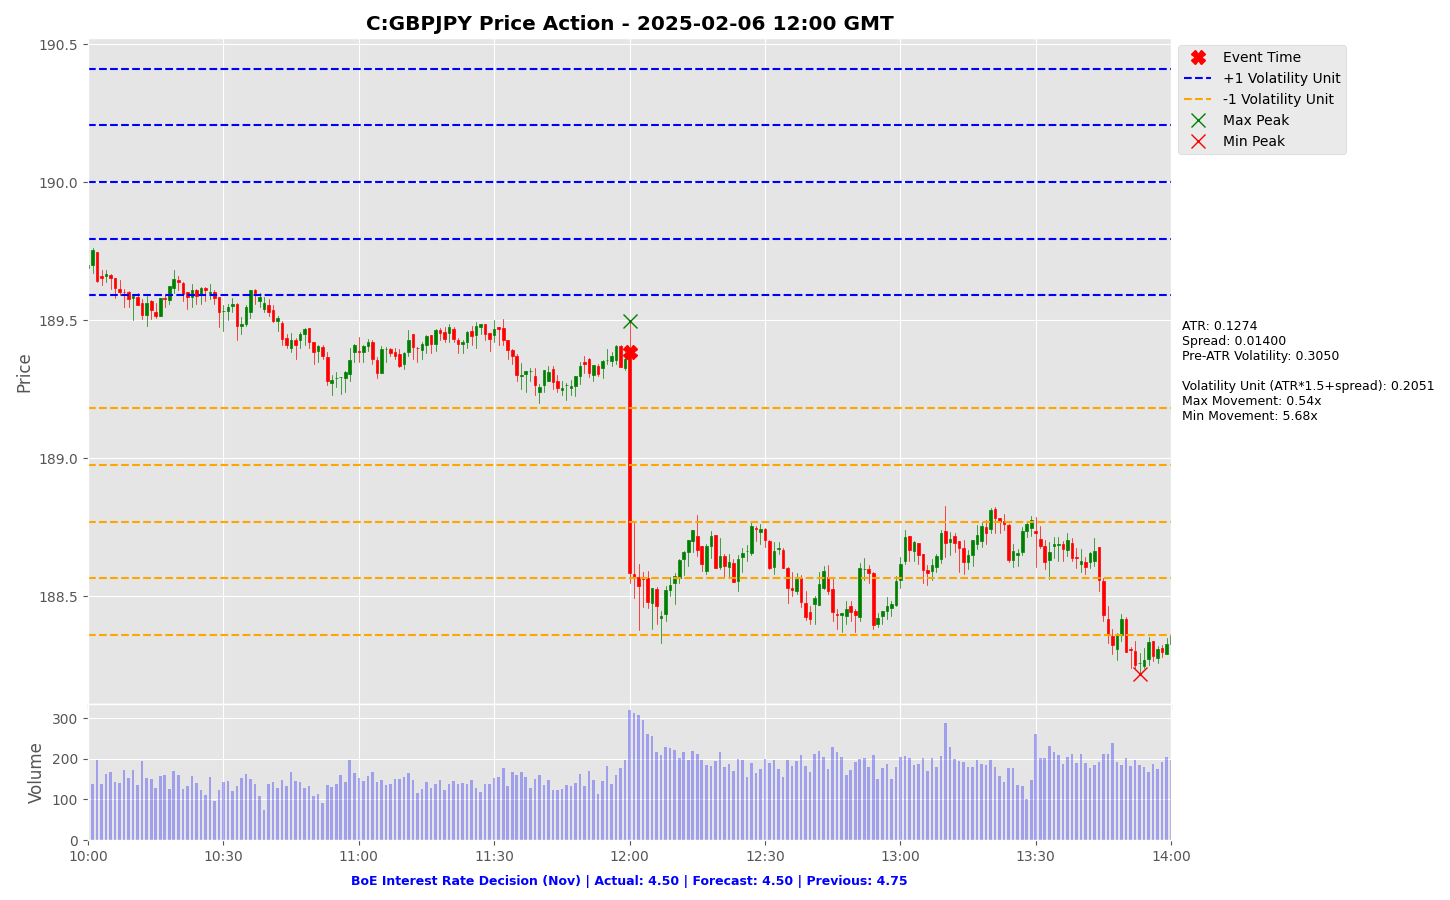 C:GBPJPY Price Action - 2025-02-06 12:00 GMT
Event Time
+1 Volatility Unit
-1 Volatility Unit
Max Peak
Min Peak
Price
190.5
190.0
189.5
189.0
188.5
ATR: 0.1274
Spread: 0.01400
Pre-ATR Volatility: 0.3050
Volatility Unit (ATR*1.5+spread): 0.2051
Max Movement: 0.54x
Min Movement: 5.68x
Volume
300
200
100
0
10:00 10:30 11:00 11:30 12:00 12:30 13:00 13:30 14:00
BoE Interest Rate Decision (Nov) | Actual: 4.50 | Forecast: 4.50 | Previous: 4.75